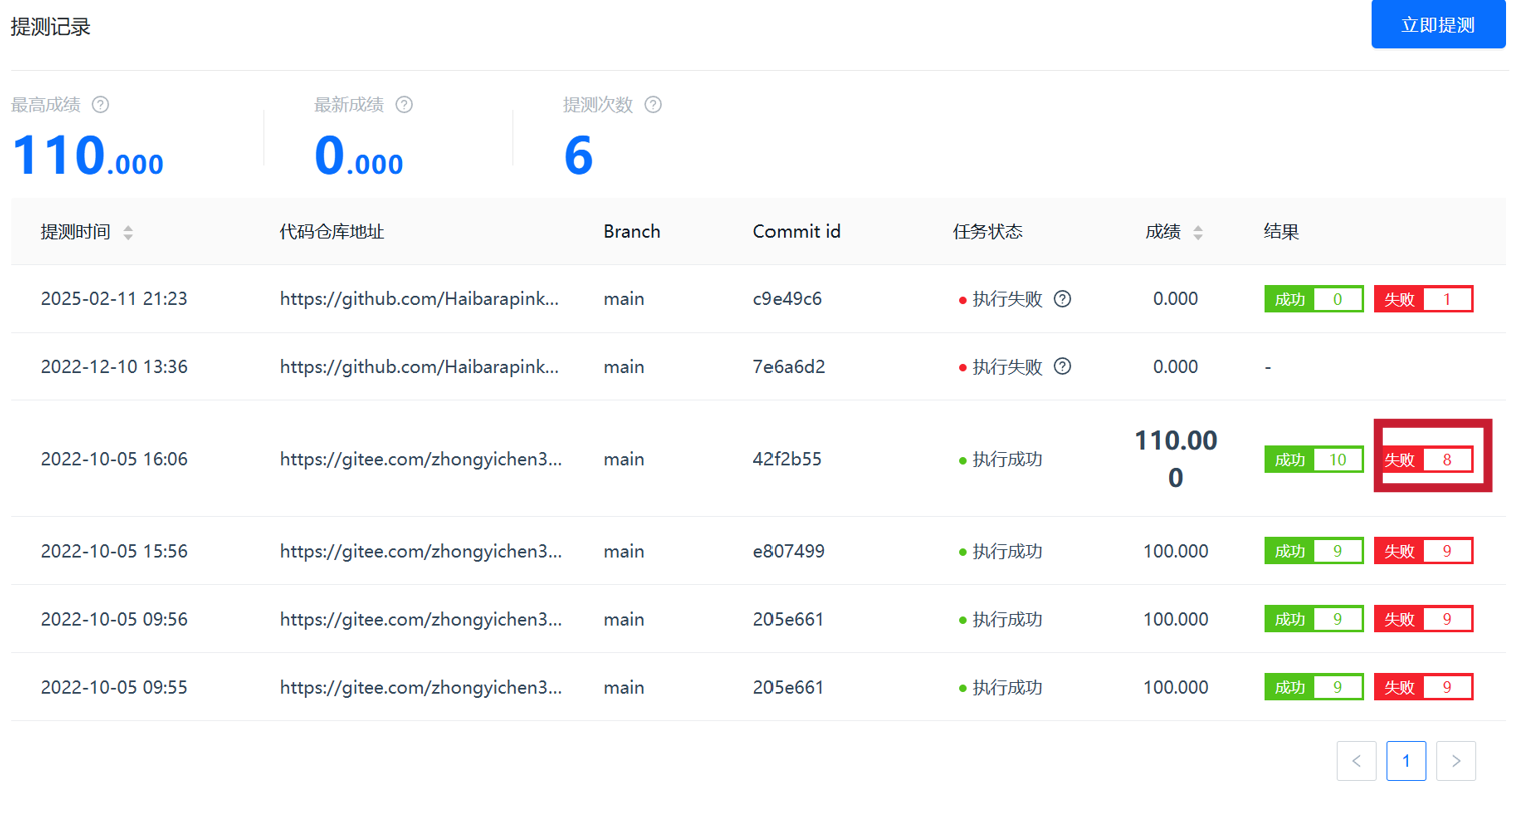 提测记录
立即提测
最高成绩 最新成绩 提测次数
110.000 0.000 6
提测时间 代码仓库地址 Branch Commit id 任务状态 成绩 结果
2025-02-11 21:23 https://github.com/Haibarapink... main c9e49c6 执行失败 0.000 成功 0 失败 1
2022-12-10 13:36 https://github.com/Haibarapink... main 7e6a6d2 执行失败 0.000 -
2022-10-05 16:06 https://gitee.com/zhongyichen3... main 42f2b55 执行成功 110.000 成功 10 失败 8
2022-10-05 15:56 https://gitee.com/zhongyichen3... main e807499 执行成功 100.000 成功 9 失败 9
2022-10-05 09:56 https://gitee.com/zhongyichen3... main 205e661 执行成功 100.000 成功 9 失败 9
2022-10-05 09:55 https://gitee.com/zhongyichen3... main 205e661 执行成功 100.000 成功 9 失败 9
< 1 >